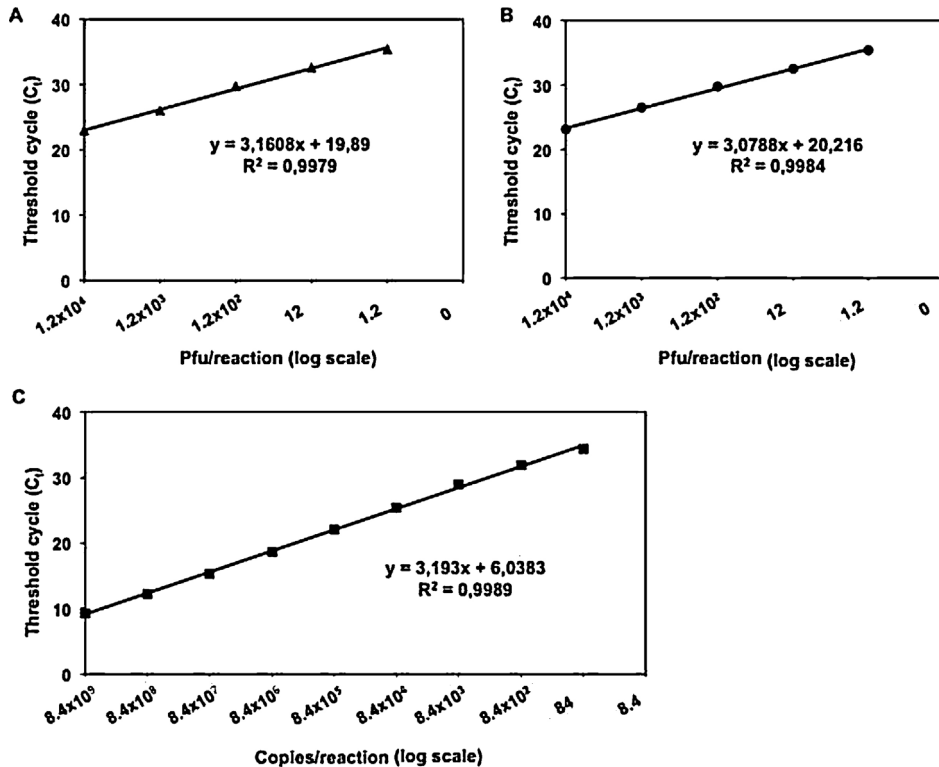 A
40
30
20
10
0
Threshold cycle (Ct)
y = 3,1608x + 19,89
R² = 0,9979
1.2x10⁴
1.2x10³
1.2x10²
12
1.2
0
Pfu/reaction (log scale)
B
40
30
20
10
0
Threshold cycle (Ct)
y = 3,0788x + 20,216
R² = 0,9984
1.2x10⁴
1.2x10³
1.2x10²
12
1.2
0
Pfu/reaction (log scale)
C
40
30
20
10
0
Threshold cycle (Ct)
y = 3,193x + 6,0383
R² = 0,9989
8.4x10⁹
8.4x10⁸
8.4x10⁷
8.4x10⁶
8.4x10⁵
8.4x10⁴
8.4x10³
8.4x10²
84
8.4
Copies/reaction (log scale)